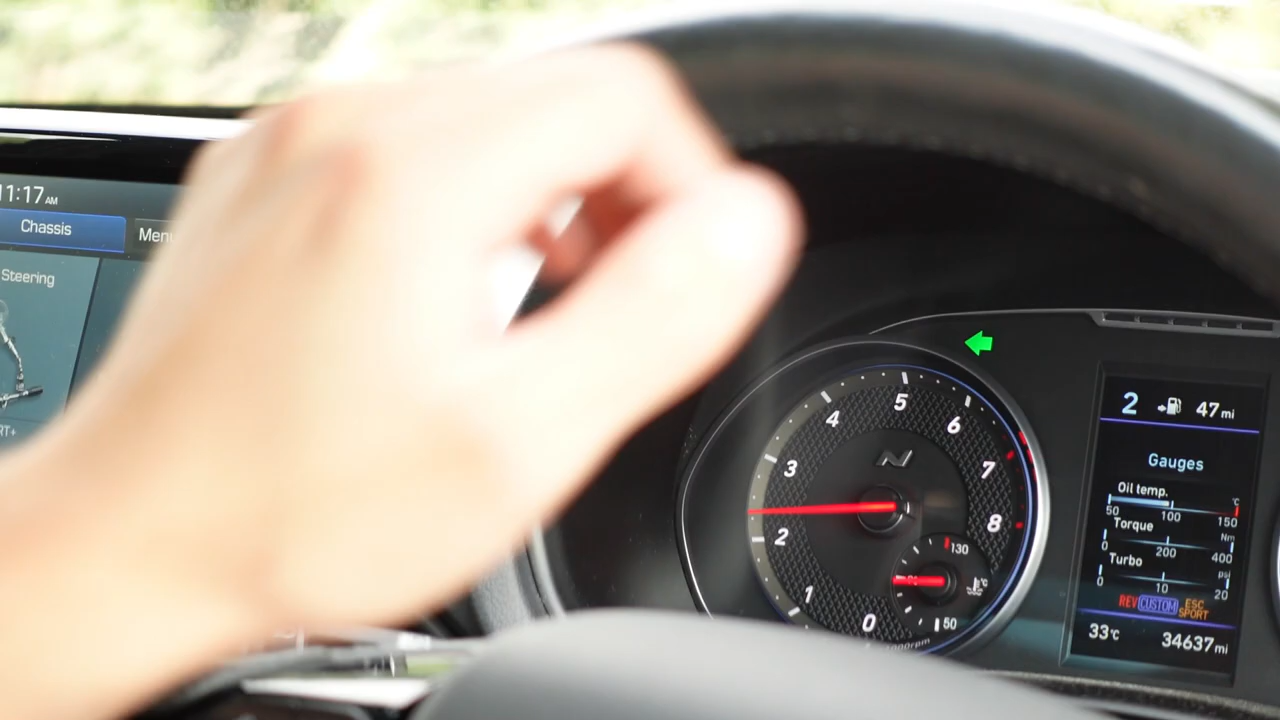 11:17 AM
Chassis
Menu
Steering
RT+
5
4
6
3
7
2
8
1
0
130
°C
50
2
47 mi
Gauges
Oil temp.
°C
50 100 150
Torque
Nm
0 200 400
Turbo
psi
0 10 20
REV CUSTOM ESC SPORT
33°C 34637 mi